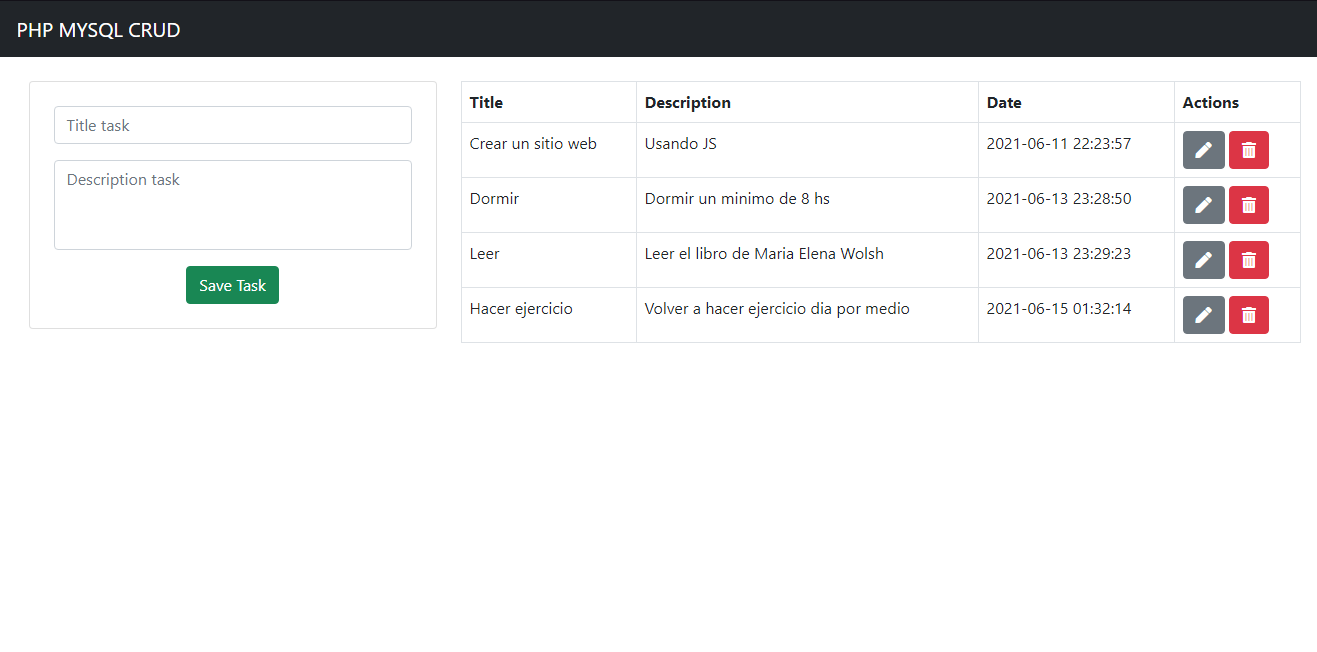 PHP MYSQL CRUD
Title task
Description task
Save Task
Title Description Date Actions
Crear un sitio web Usando JS 2021-06-11 22:23:57
Dormir Dormir un minimo de 8 hs 2021-06-13 23:28:50
Leer Leer el libro de Maria Elena Wolsh 2021-06-13 23:29:23
Hacer ejercicio Volver a hacer ejercicio dia por medio 2021-06-15 01:32:14